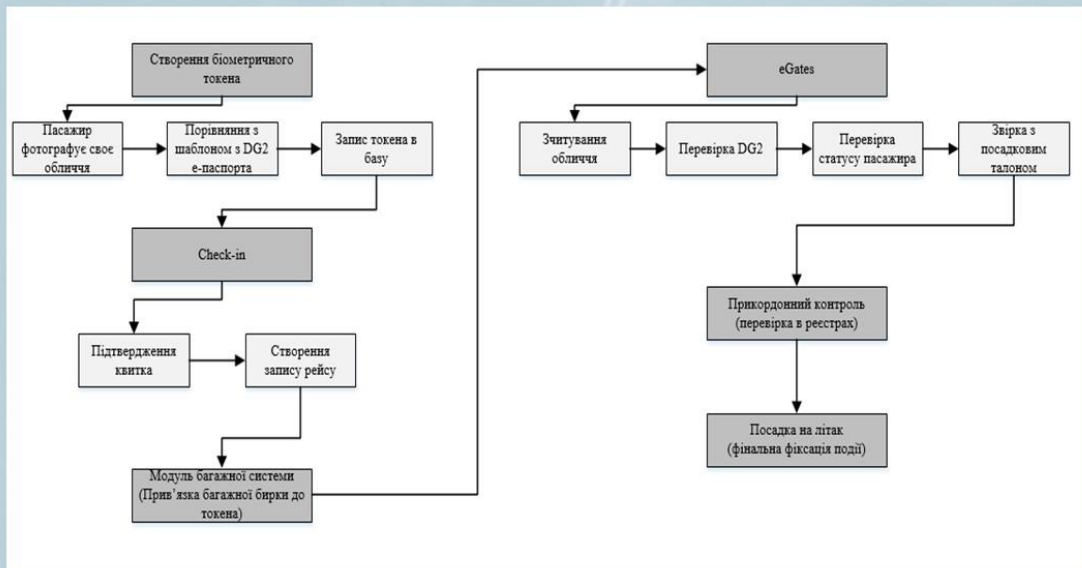 Створення біометричного
токена
Пасажир
фотографує своє
обличчя
Порівняння з
шаблоном з DG2
е-паспорта
Запис токена в
базу
Check-in
Підтвердження
квитка
Створення
запису рейсу
Модуль багажної системи
(Прив’язка багажної бирки до
токена)
eGates
Зчитування
обличчя
Перевірка DG2
Перевірка
статусу пасажира
Звірка з
посадковим
талоном
Прикордонний контроль
(перевірка в реєстрах)
Посадка на літак
(фінальна фіксація події)